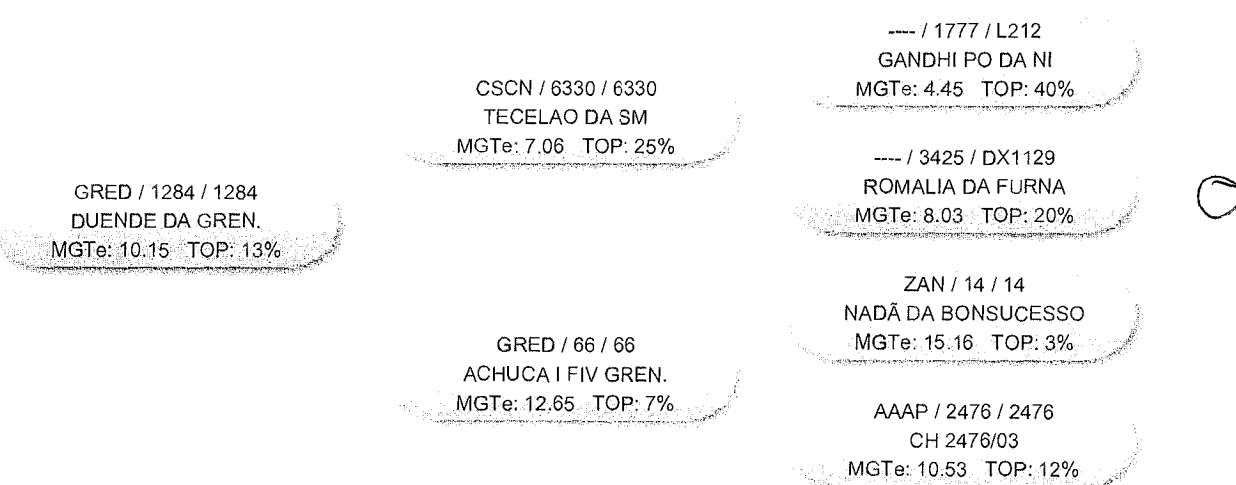 ---- / 1777 / L212
GANDHI PO DA NI
MGTe: 4.45 TOP: 40%
CSCN / 6330 / 6330
TECELAO DA SM
MGTe: 7.06 TOP: 25%
---- / 3425 / DX1129
ROMALIA DA FURNA
MGTe: 8.03 TOP: 20%
GRED / 1284 / 1284
DUENDE DA GREN.
MGTe: 10.15 TOP: 13%
ZAN / 14 / 14
NADÃ DA BONSUCESSO
MGTe: 15.16 TOP: 3%
GRED / 66 / 66
ACHUCA I FIV GREN.
MGTe: 12.65 TOP: 7%
AAAP / 2476 / 2476
CH 2476/03
MGTe: 10.53 TOP: 12%